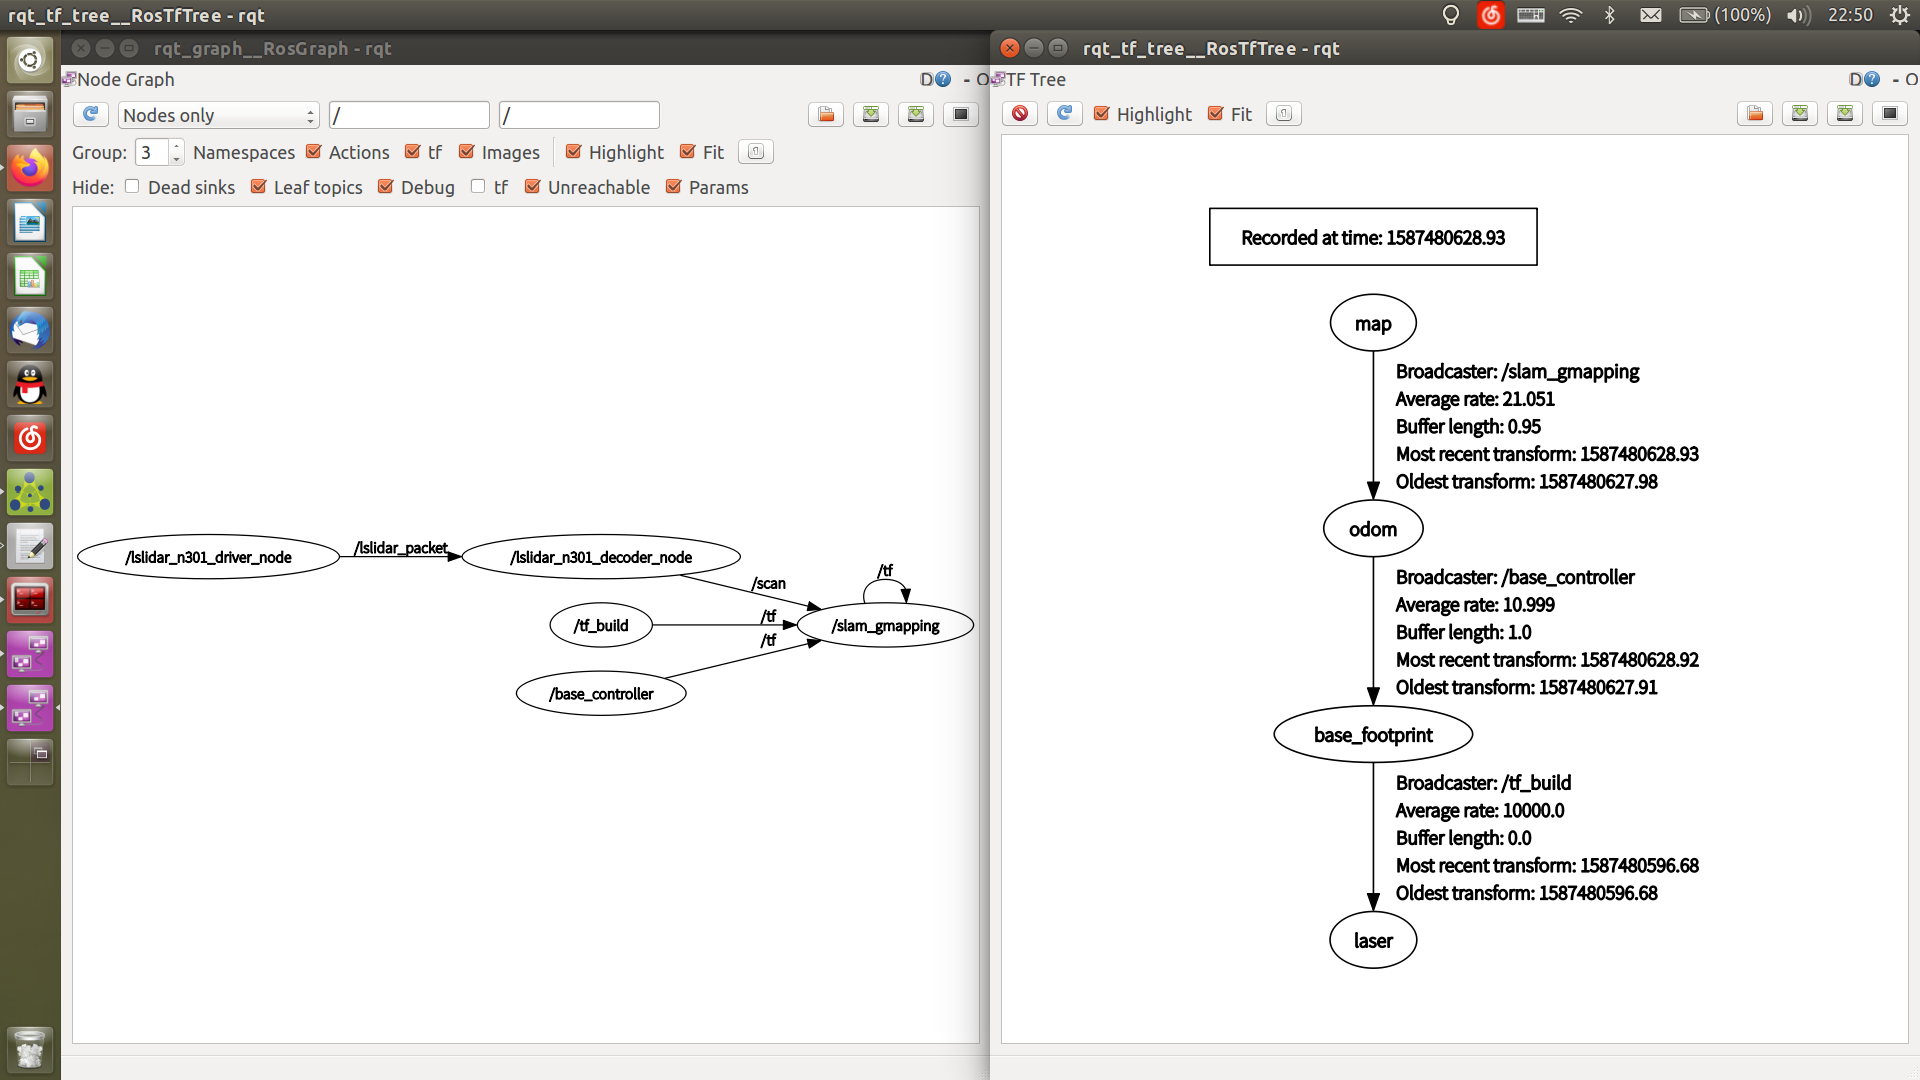 rqt_tf_tree__RosTfTree - rqt
(100%) 22:50
rqt_graph__RosGraph - rqt
Node Graph
D - O
Nodes only
/
/
Group: 3 Namespaces Actions tf Images Highlight Fit
Hide: Dead sinks Leaf topics Debug tf Unreachable Params
/lslidar_n301_driver_node
/lslidar_packet
/lslidar_n301_decoder_node
/scan
/tf
/tf_build
/tf
/slam_gmapping
/tf
/base_controller
rqt_tf_tree__RosTfTree - rqt
TF Tree
D - O
Highlight Fit
Recorded at time: 1587480628.93
map
Broadcaster: /slam_gmapping
Average rate: 21.051
Buffer length: 0.95
Most recent transform: 1587480628.93
Oldest transform: 1587480627.98
odom
Broadcaster: /base_controller
Average rate: 10.999
Buffer length: 1.0
Most recent transform: 1587480628.92
Oldest transform: 1587480627.91
base_footprint
Broadcaster: /tf_build
Average rate: 10000.0
Buffer length: 0.0
Most recent transform: 1587480596.68
Oldest transform: 1587480596.68
laser